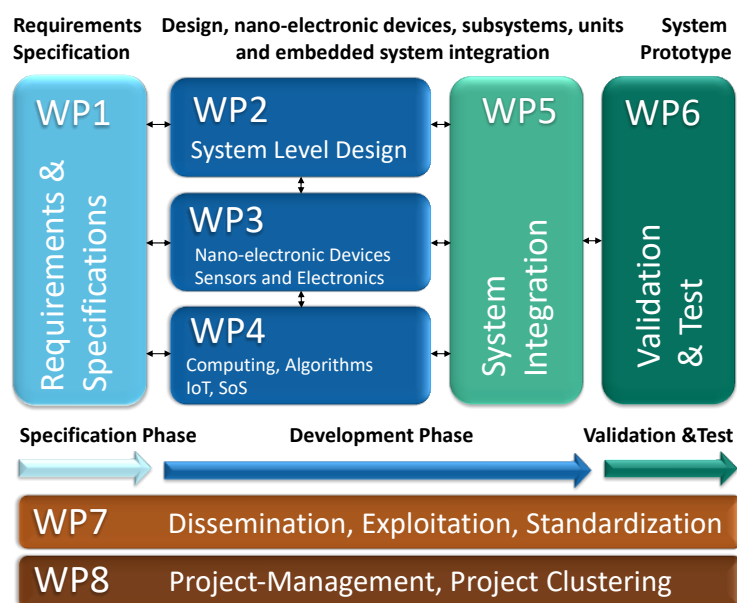 Requirements
Specification
Design, nano-electronic devices, subsystems, units
and embedded system integration
System
Prototype
WP1
Requirements &
Specifications
WP2
System Level Design
WP3
Nano-electronic Devices
Sensors and Electronics
WP4
Computing, Algorithms
IoT, SoS
WP5
System
Integration
WP6
Validation
& Test
Specification Phase
Development Phase
Validation &Test
WP7
Dissemination, Exploitation, Standardization
WP8
Project-Management, Project Clustering